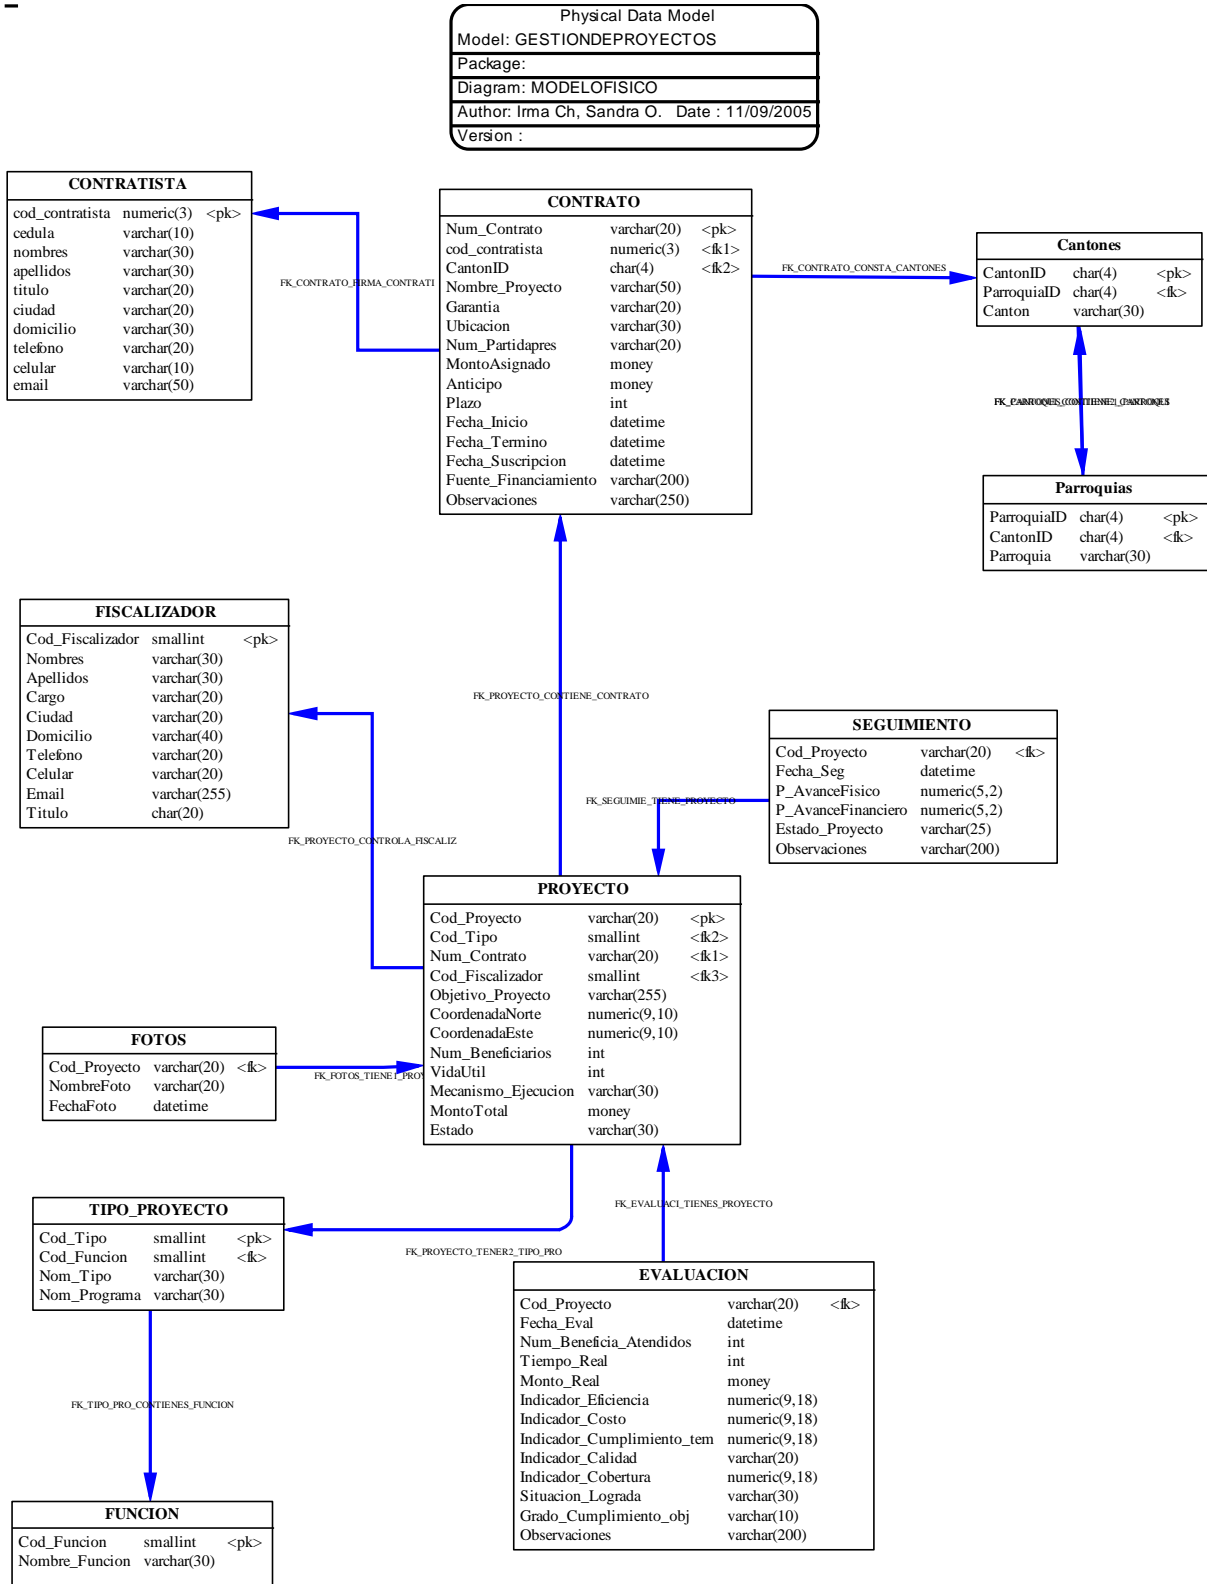 Physical Data Model
Model: GESTIONDEPROYECTOS
Package:
Diagram: MODELOFISICO
Author: Irma Ch, Sandra O. Date : 11/09/2005
Version :
CONTRATISTA
cod_contratista numeric(3) <pk>
cedula varchar(10)
nombres varchar(30)
apellidos varchar(30)
titulo varchar(20)
ciudad varchar(20)
domicilio varchar(30)
telefono varchar(20)
celular varchar(10)
email varchar(50)
FK_CONTRATO_FIRMA_CONTRATI
CONTRATO
Num_Contrato varchar(20) <pk>
cod_contratista numeric(3) <fk1>
CantonID char(4) <fk2>
Nombre_Proyecto varchar(50)
Garantia varchar(20)
Ubicacion varchar(30)
Num_Partidapres varchar(20)
MontoAsignado money
Anticipo money
Plazo int
Fecha_Inicio datetime
Fecha_Termino datetime
Fecha_Suscripcion datetime
Fuente_Financiamiento varchar(200)
Observaciones varchar(250)
FK_CONTRATO_CONSTA_CANTONES
Cantones
CantonID char(4) <pk>
ParroquiaID char(4) <fk>
Canton varchar(30)
Parroquias
ParroquiaID char(4) <pk>
CantonID char(4) <fk>
Parroquia varchar(30)
FISCALIZADOR
Cod_Fiscalizador smallint <pk>
Nombres varchar(30)
Apellidos varchar(30)
Cargo varchar(20)
Ciudad varchar(20)
Domicilio varchar(40)
Telefono varchar(20)
Celular varchar(20)
Email varchar(255)
Titulo char(20)
FK_PROYECTO_CONTIENE_CONTRATO
FK_PROYECTO_CONTROLA_FISCALIZ
SEGUIMIENTO
Cod_Proyecto varchar(20) <fk>
Fecha_Seg datetime
P_AvanceFisico numeric(5,2)
P_AvanceFinanciero numeric(5,2)
Estado_Proyecto varchar(25)
Observaciones varchar(200)
FK_SEGUIMIE_TIENE_PROYECTO
PROYECTO
Cod_Proyecto varchar(20) <pk>
Cod_Tipo smallint <fk2>
Num_Contrato varchar(20) <fk1>
Cod_Fiscalizador smallint <fk3>
Objetivo_Proyecto varchar(255)
CoordenadaNorte numeric(9,10)
CoordenadaEste numeric(9,10)
Num_Beneficiarios int
VidaUtil int
Mecanismo_Ejecucion varchar(30)
MontoTotal money
Estado varchar(30)
FOTOS
Cod_Proyecto varchar(20) <fk>
NombreFoto varchar(20)
FechaFoto datetime
FK_FOTOS_TIENE1_PROY
TIPO_PROYECTO
Cod_Tipo smallint <pk>
Cod_Funcion smallint <fk>
Nom_Tipo varchar(30)
Nom_Programa varchar(30)
FK_PROYECTO_TENER2_TIPO_PRO
FK_EVALUACI_TIENES_PROYECTO
EVALUACION
Cod_Proyecto varchar(20) <fk>
Fecha_Eval datetime
Num_Beneficia_Atendidos int
Tiempo_Real int
Monto_Real money
Indicador_Eficiencia numeric(9,18)
Indicador_Costo numeric(9,18)
Indicador_Cumplimiento_tem numeric(9,18)
Indicador_Calidad varchar(20)
Indicador_Cobertura numeric(9,18)
Situacion_Lograda varchar(30)
Grado_Cumplimiento_obj varchar(10)
Observaciones varchar(200)
FK_TIPO_PRO_CONTIENES_FUNCION
FUNCION
Cod_Funcion smallint <pk>
Nombre_Funcion varchar(30)